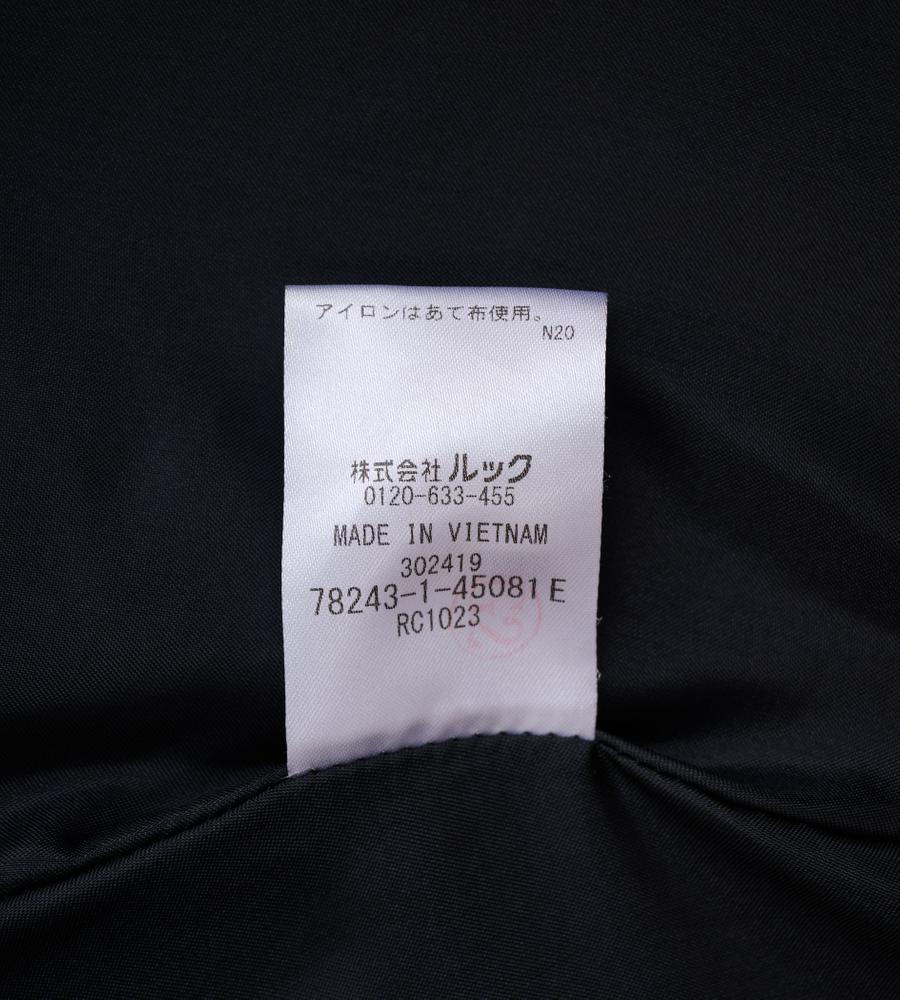 アイロンはあて布使用。
N20
株式会社ルック
0120-633-455
MADE IN VIETNAM
302419
78243-1-45081E
RC1023